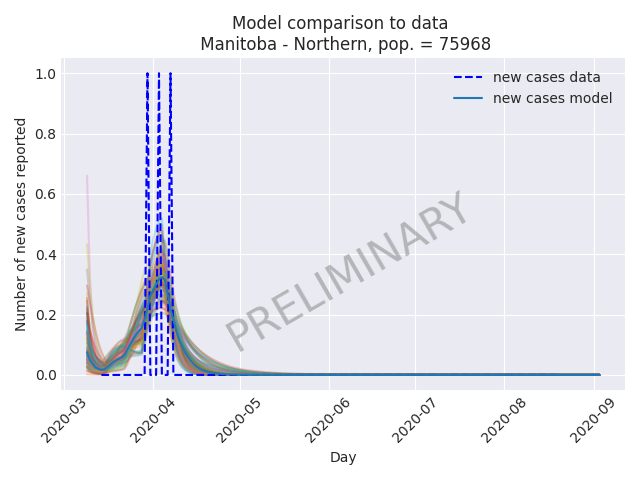 Model comparison to data
Manitoba - Northern, pop. = 75968
new cases data
new cases model
Number of new cases reported
1.0
0.8
0.6
0.4
0.2
0.0
PRELIMINARY
2020-03
2020-04
2020-05
2020-06
2020-07
2020-08
2020-09
Day